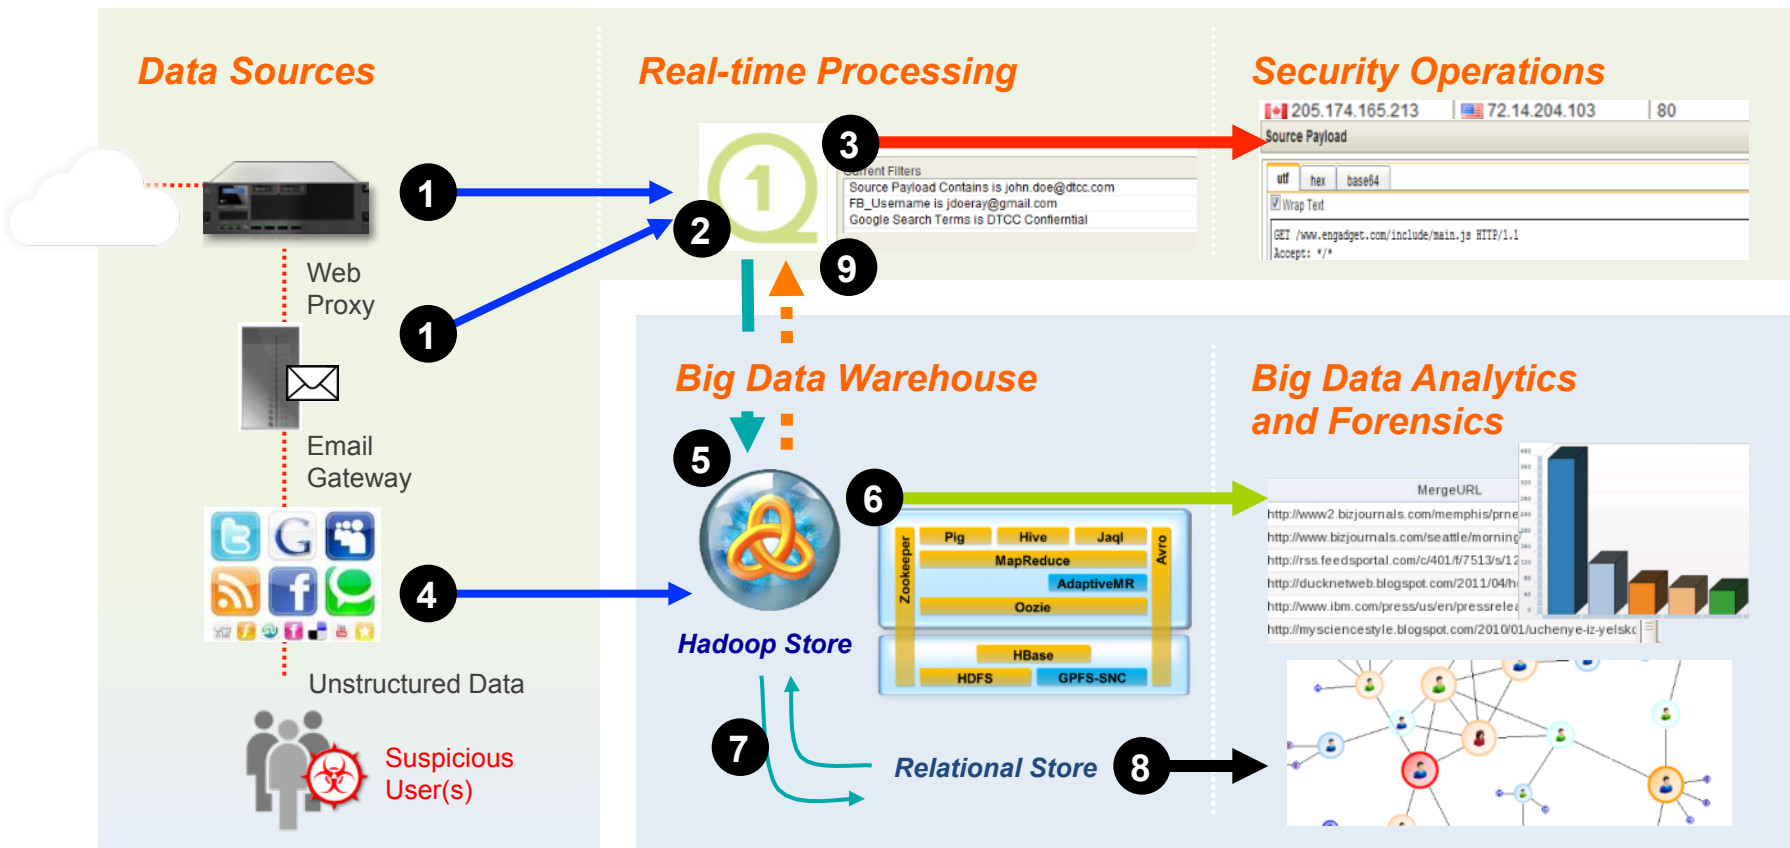 Data Sources
Real-time Processing
Security Operations
205.174.165.213
72.14.204.103
80
Source Payload
utf
hex
base64
Wrap Text
GET /www.engadget.com/include/main.js HTTP/1.1
Accept: */*
1
3
1
Current Filters
Source Payload Contains is john.doe@dtcc.com
FB_Username is jdoeray@gmail.com
Google Search Terms is DTCC Confierntial
2
9
Web
Proxy
1
Email
Gateway
Big Data Warehouse
Big Data Analytics
and Forensics
5
6
Pig
Hive
Jaql
Zookeeper
Avro
MapReduce
AdaptiveMR
Oozie
HBase
HDFS
GPFS-SNC
MergeURL
http://www2.bizjournals.com/memphis/prne
http://www.bizjournals.com/seattle/morning
http://rss.feedsportal.com/c/401/f/7513/s/12
http://ducknetweb.blogspot.com/2011/04/h
http://www.ibm.com/press/us/en/pressrelea
http://mysciencestyle.blogspot.com/2010/01/uchenye-iz-yelsk
4
Hadoop Store
Unstructured Data
7
Relational Store
8
Suspicious
User(s)